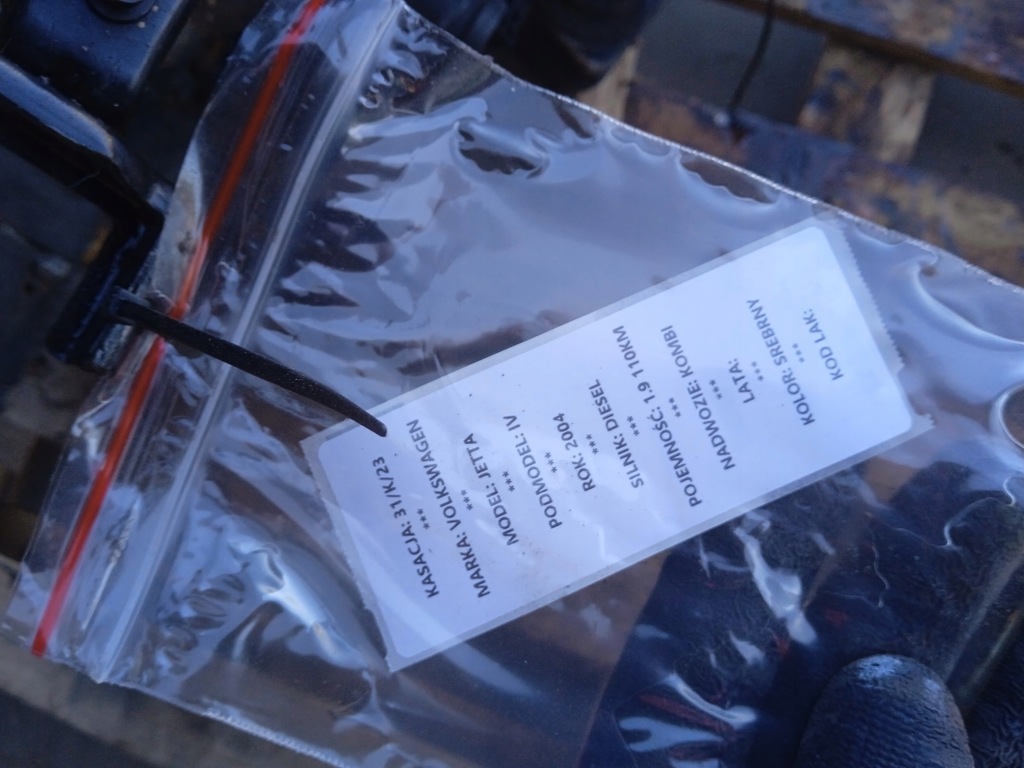 KASACJA: 31/K/23
***
MARKA: VOLKSWAGEN
***
MODEL: JETTA
***
PODMODEL: IV
***
ROK: 2004
***
SILNIK: DIESEL
***
POJEMNOŚĆ: 1.9 110KM
***
NADWOZIE: KOMBI
***
LATA:
***
KOLOR: SREBRNY
***
KOD LAK: